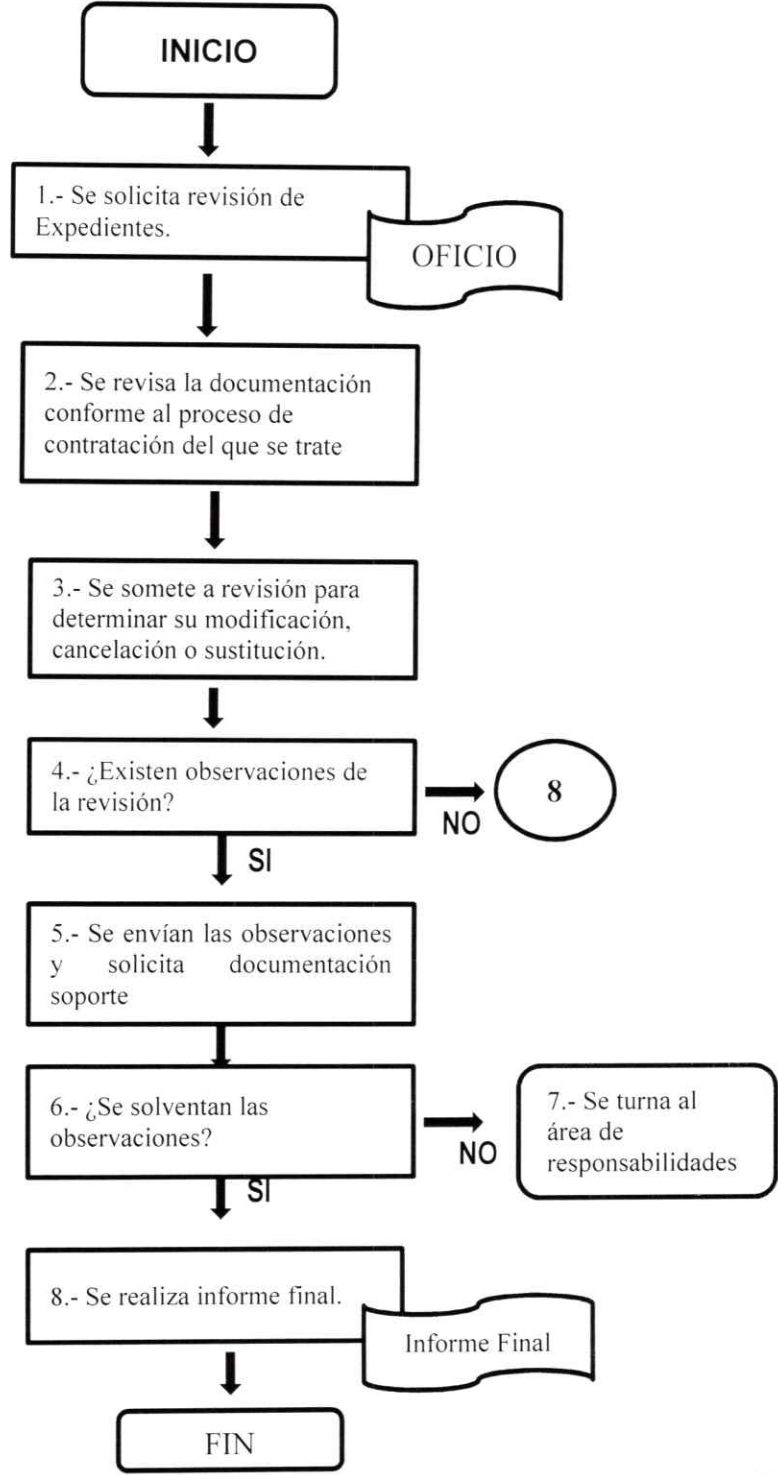 INICIO
1.- Se solicita revisión de
Expedientes.
OFICIO
2.- Se revisa la documentación
conforme al proceso de
contratación del que se trate
3.- Se somete a revisión para
determinar su modificación,
cancelación o sustitución.
4.- ¿Existen observaciones de
la revisión?
NO
8
SI
5.- Se envían las observaciones
y solicita documentación
soporte
6.- ¿Se solventan las
observaciones?
NO
7.- Se turna al
área de
responsabilidades
SI
8.- Se realiza informe final.
Informe Final
FIN